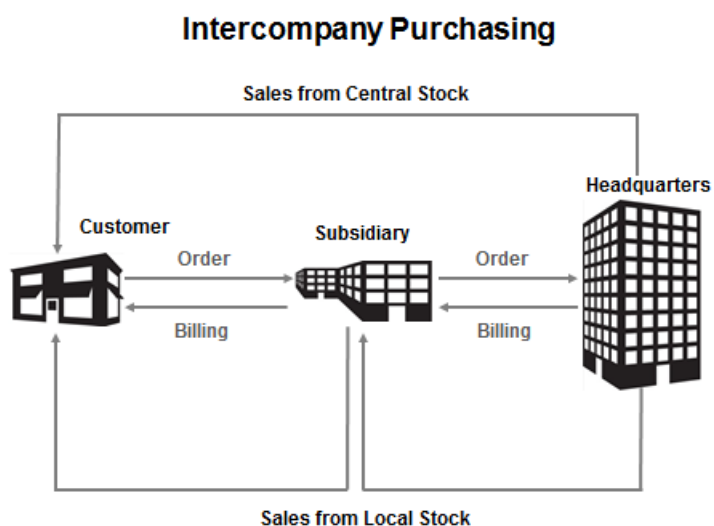 Intercompany Purchasing
Sales from Central Stock
Headquarters
Customer
Subsidiary
Order
Order
Billing
Billing
Sales from Local Stock